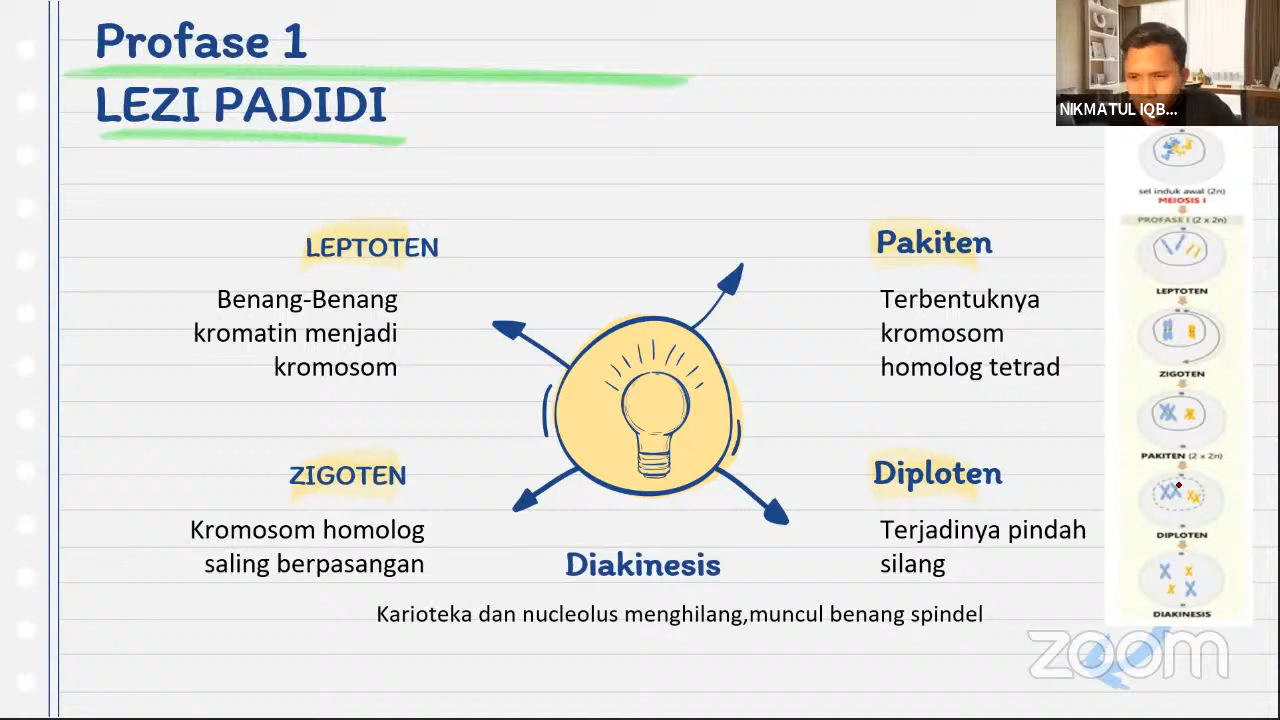 Profase 1
LEZI PADIDI
NIKMATUL IQB...
LEPTOTEN
Benang-Benang
kromatin menjadi
kromosom
Pakiten
Terbentuknya
kromosom
homolog tetrad
ZIGOTEN
Kromosom homolog
saling berpasangan
Diploten
Terjadinya pindah
silang
Diakinesis
Karioteka dan nucleolus menghilang,muncul benang spindel
sel induk awal (2n)
MEIOSIS I
PROFASE I (2 x 2n)
LEPTOTEN
ZIGOTEN
PAKITEN (2 x 2n)
DIPLOTEN
DIAKINESIS
zoom